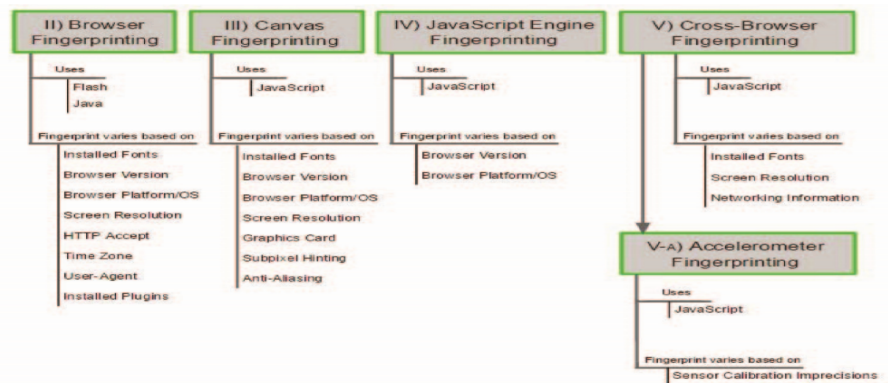 II) Browser
Fingerprinting
Uses
Flash
Java
Fingerprint varies based on
Installed Fonts
Browser Version
Browser Platform/OS
Screen Resolution
HTTP Accept
Time Zone
User-Agent
Installed Plugins
III) Canvas
Fingerprinting
Uses
JavaScript
Fingerprint varies based on
Installed Fonts
Browser Version
Browser Platform/OS
Screen Resolution
Graphics Card
Subpixel Hinting
Anti-Aliasing
IV) JavaScript Engine
Fingerprinting
Uses
JavaScript
Fingerprint varies based on
Browser Version
Browser Platform/OS
V) Cross-Browser
Fingerprinting
Uses
JavaScript
Fingerprint varies based on
Installed Fonts
Screen Resolution
Networking Information
V-A) Accelerometer
Fingerprinting
Uses
JavaScript
Fingerprint varies based on
Sensor Calibration Imprecisions